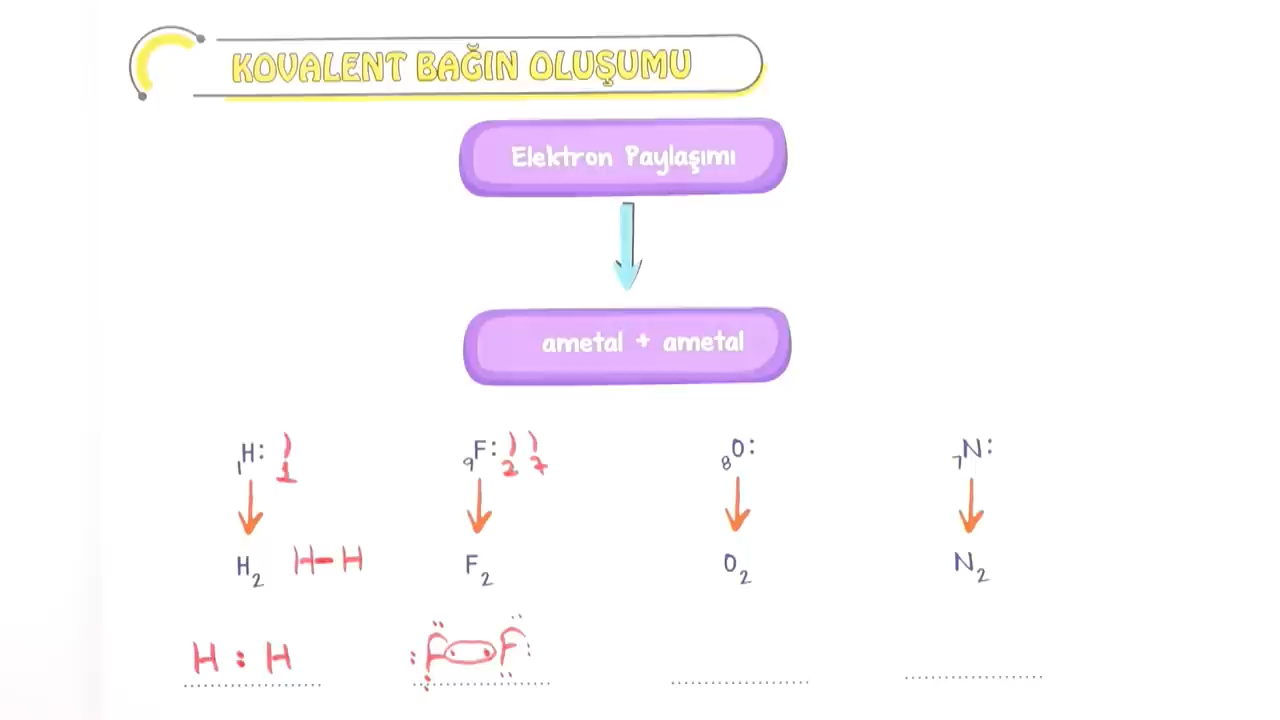 KOVALENT BAĞIN OLUŞUMU
Elektron Paylaşımı
ametal + ametal
₁H: ) 1
₉F: ) ) 2 7
₈O:
₇N:
H₂ H–H
F₂
O₂
N₂
H : H
F F